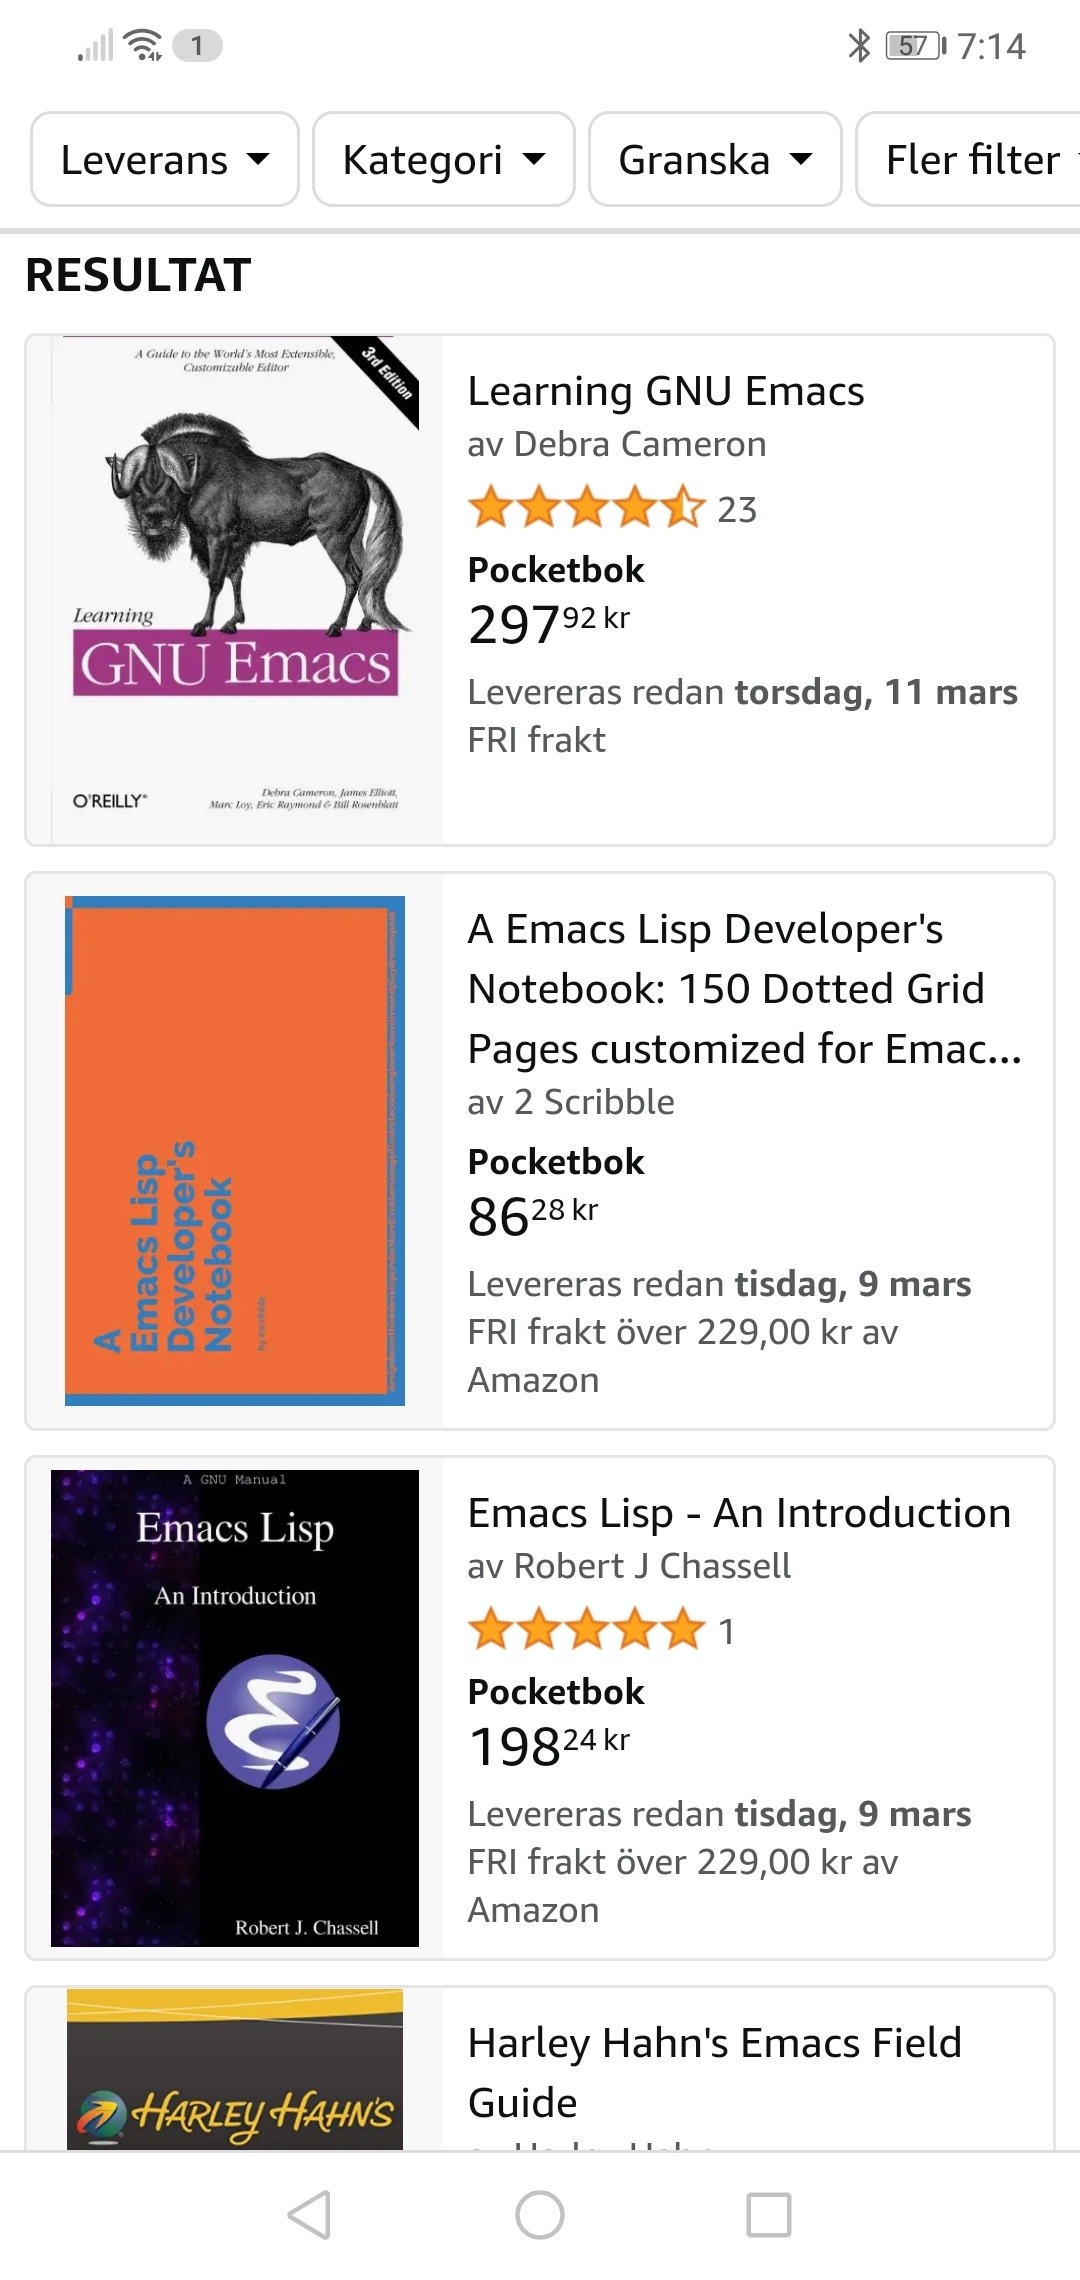 1
57 7:14
Leverans Kategori Granska Fler filter
RESULTAT
A Guide to the World's Most Extensible,
Customizable Editor
3rd Edition
Learning
GNU Emacs
O'REILLY®
Debra Cameron, James Elliott,
Marc Loy, Eric Raymond & Bill Rosenblatt
Learning GNU Emacs
av Debra Cameron
23
Pocketbok
297 92 kr
Levereras redan torsdag, 11 mars
FRI frakt
A
Emacs Lisp
Developer's
Notebook
A Emacs Lisp Developer's
Notebook: 150 Dotted Grid
Pages customized for Emac...
av 2 Scribble
Pocketbok
86 28 kr
Levereras redan tisdag, 9 mars
FRI frakt över 229,00 kr av
Amazon
A GNU Manual
Emacs Lisp
An Introduction
Robert J. Chassell
Emacs Lisp - An Introduction
av Robert J Chassell
1
Pocketbok
198 24 kr
Levereras redan tisdag, 9 mars
FRI frakt över 229,00 kr av
Amazon
HARLEY HAHN'S
Harley Hahn's Emacs Field
Guide